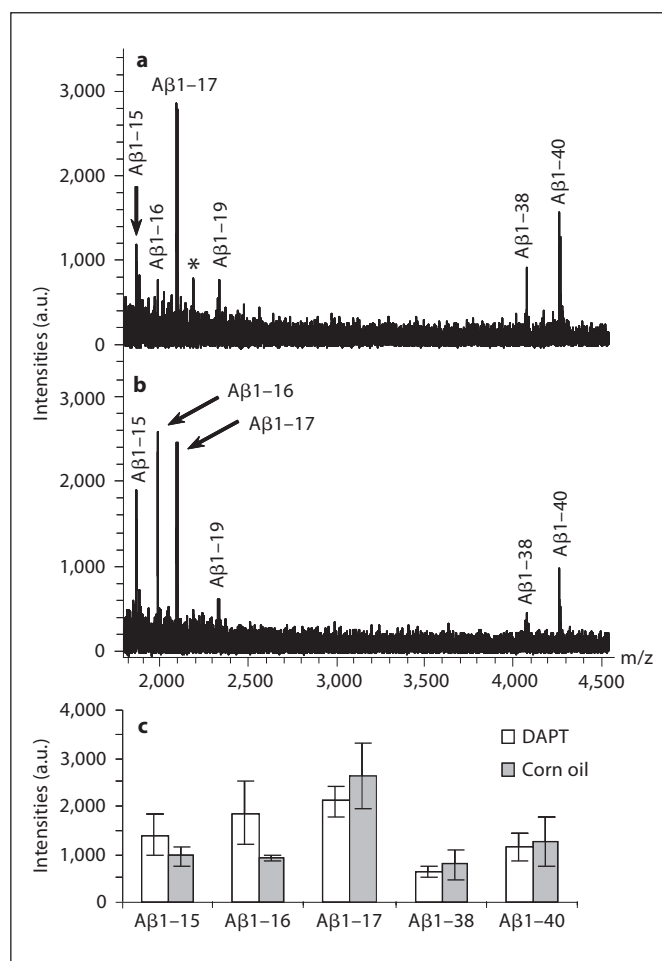 a
Aβ1–17
Aβ1–15
Aβ1–16
*
Aβ1–19
Aβ1–38
Aβ1–40
3,000
2,000
1,000
0
Intensities (a.u.)
b
Aβ1–16
Aβ1–17
Aβ1–15
Aβ1–19
Aβ1–38
Aβ1–40
3,000
2,000
1,000
0
2,000 2,500 3,000 3,500 4,000 4,500 m/z
c
4,000
3,000
2,000
1,000
0
Intensities (a.u.)
DAPT
Corn oil
Aβ1–15 Aβ1–16 Aβ1–17 Aβ1–38 Aβ1–40